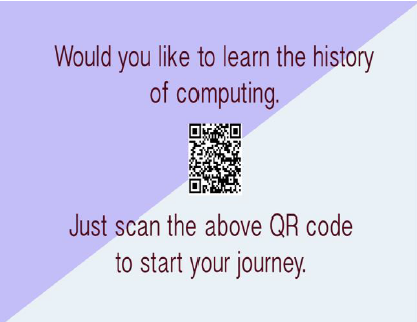 Would you like to learn the history
of computing.
Just scan the above QR code
to start your journey.